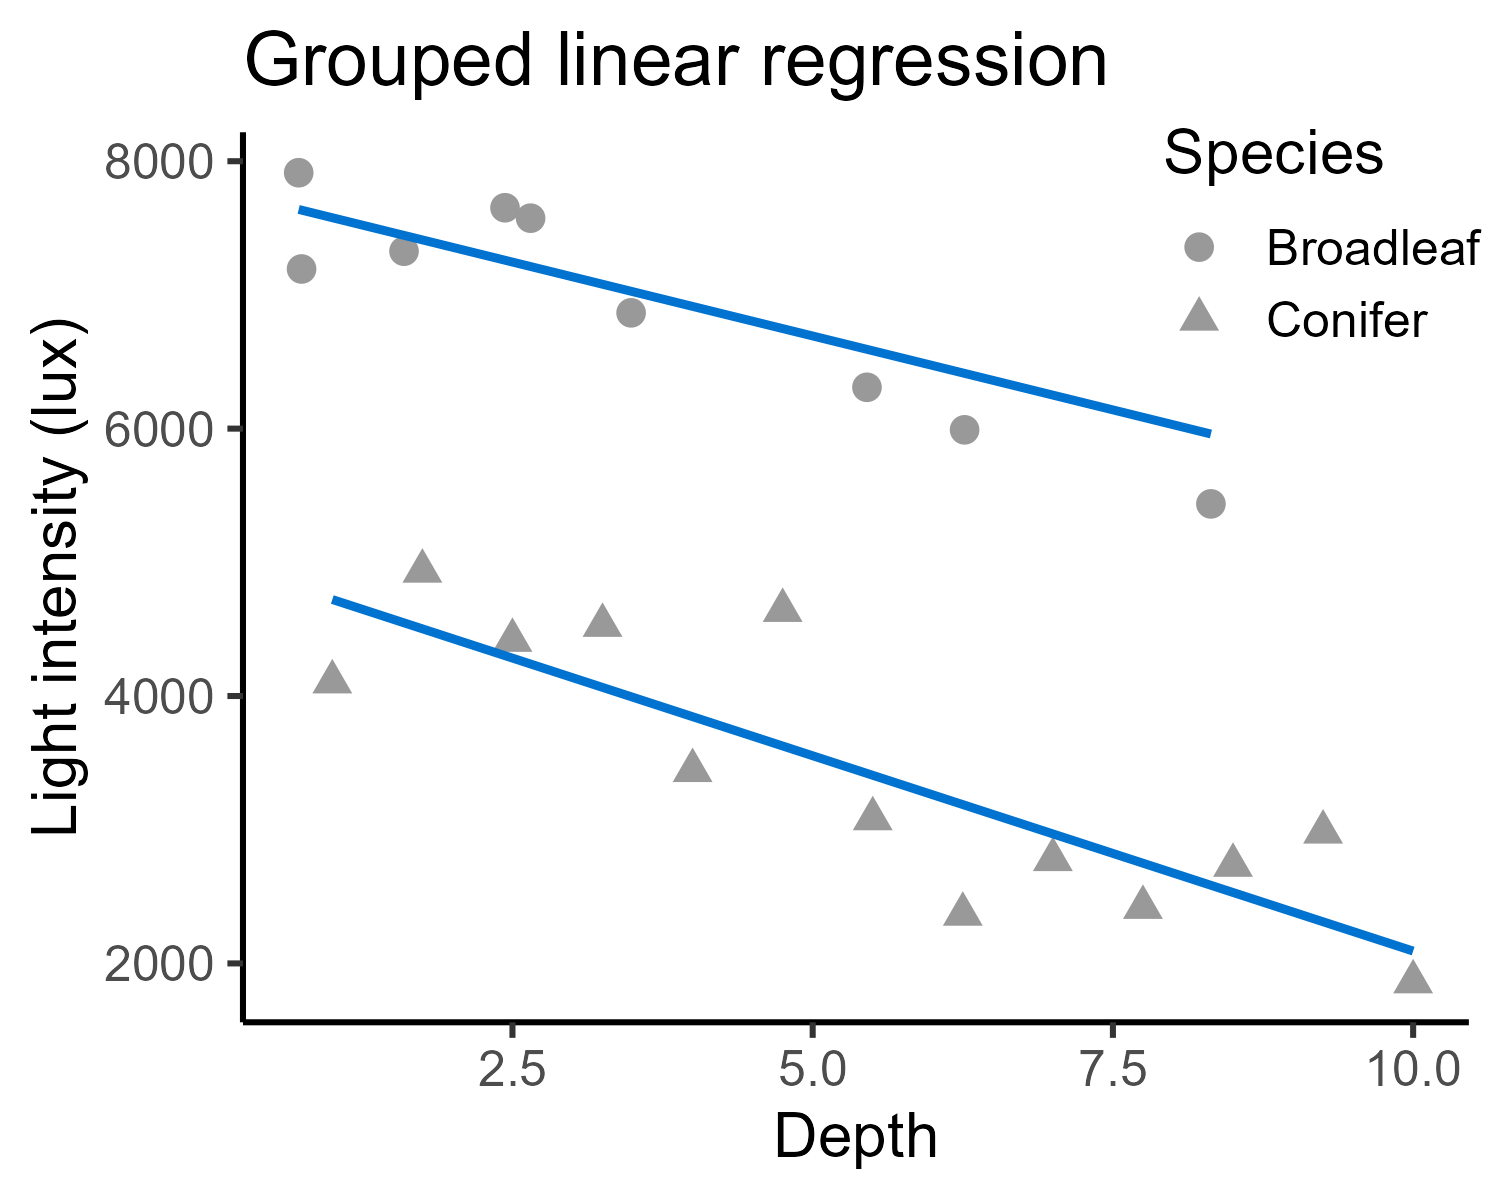 Grouped linear regression
Species
Broadleaf
Conifer
Light intensity (lux)
8000
6000
4000
2000
2.5 5.0 7.5 10.0
Depth